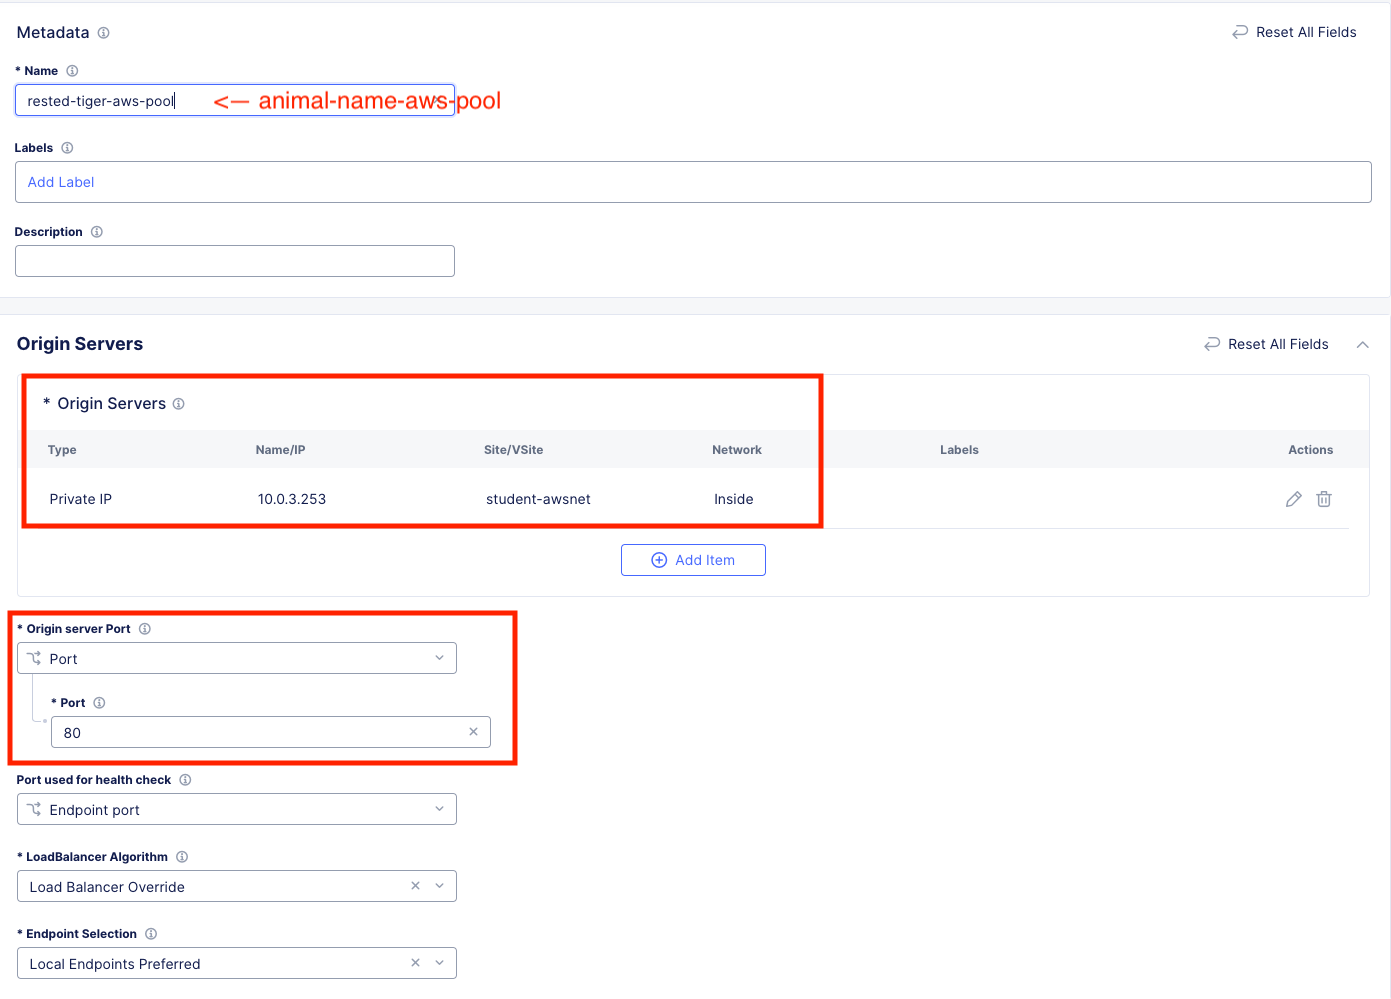 Metadata
Reset All Fields
* Name
rested-tiger-aws-pool <— animal-name-aws-pool
Labels
Add Label
Description
Origin Servers
Reset All Fields
* Origin Servers
Type Name/IP Site/VSite Network Labels Actions
Private IP 10.0.3.253 student-awsnet Inside
Add Item
* Origin server Port
Port
* Port
80
Port used for health check
Endpoint port
* LoadBalancer Algorithm
Load Balancer Override
* Endpoint Selection
Local Endpoints Preferred